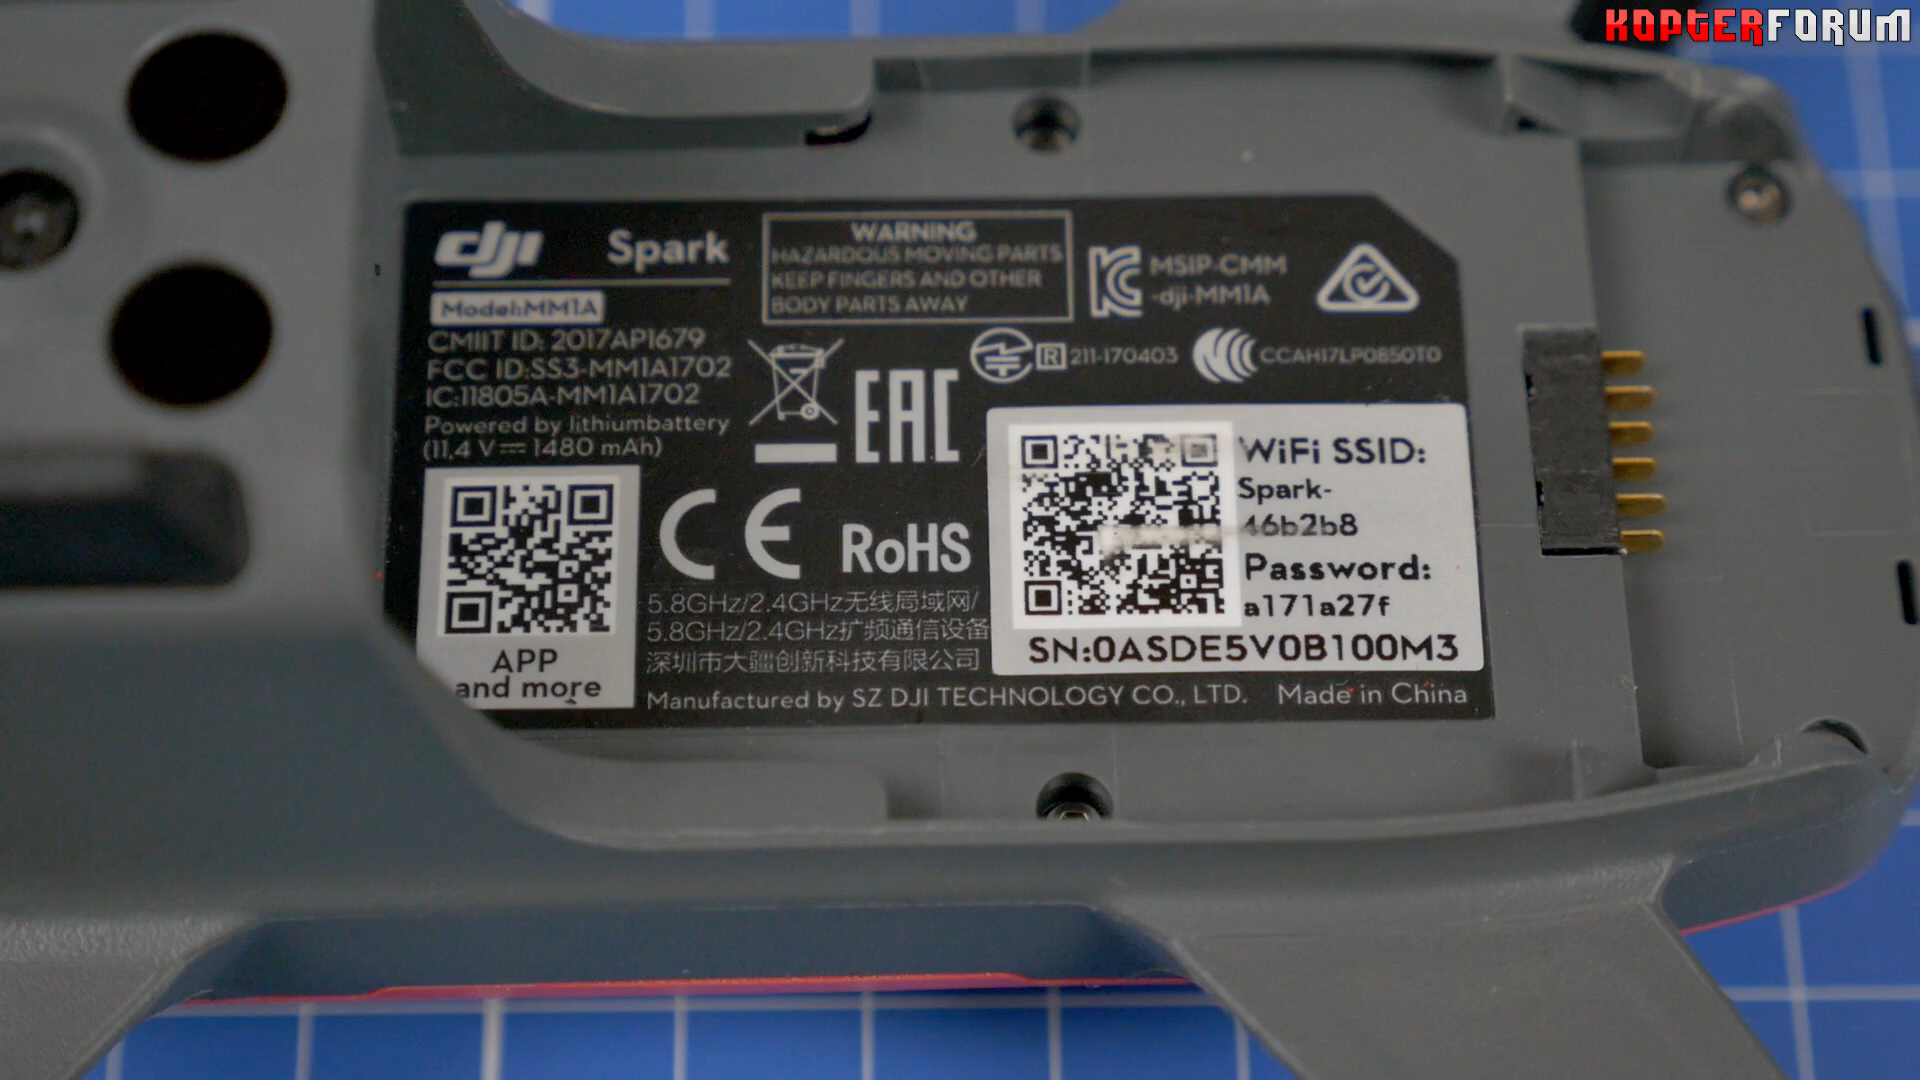 KOPTERFORUM
dji Spark
Model:MM1A
CMIIT ID: 2017AP1679
FCC ID:SS3-MM1A1702
IC:11805A-MM1A1702
Powered by lithiumbattery
(11,4 V 1480 mAh)
WARNING
HAZARDOUS MOVING PARTS
KEEP FINGERS AND OTHER
BODY PARTS AWAY
MSIP-CMM
-dji-MM1A
R 211-170403
CCAH17LP0850T0
EAC
CE RoHS
APP
and more
WiFi SSID:
Spark-
46b2b8
Password:
a171a27f
SN:0ASDE5V0B100M3
5.8GHz/2.4GHz无线局域网/
5.8GHz/2.4GHz扩频通信设备
深圳市大疆创新科技有限公司
Manufactured by SZ DJI TECHNOLOGY CO., LTD. Made in China